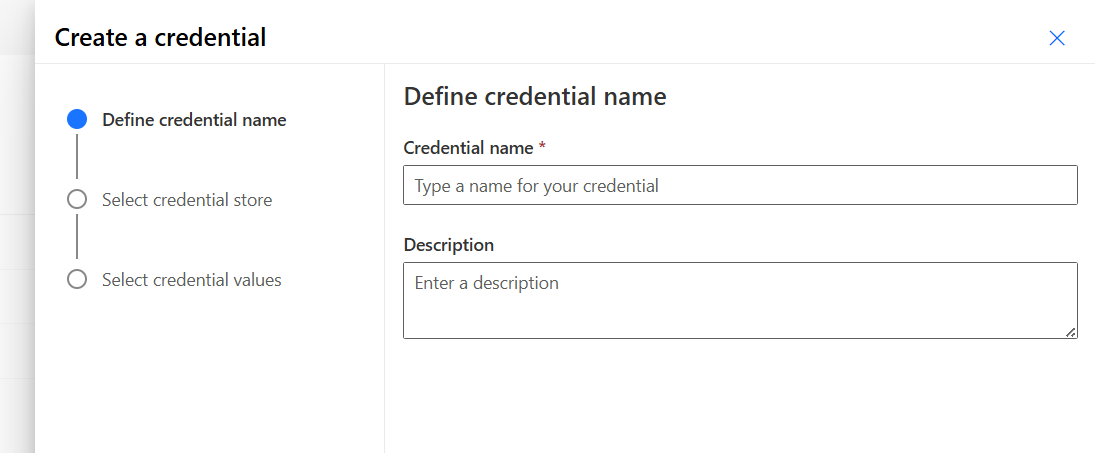 Create a credential
Define credential name
Select credential store
Select credential values
Define credential name
Credential name *
Type a name for your credential
Description
Enter a description